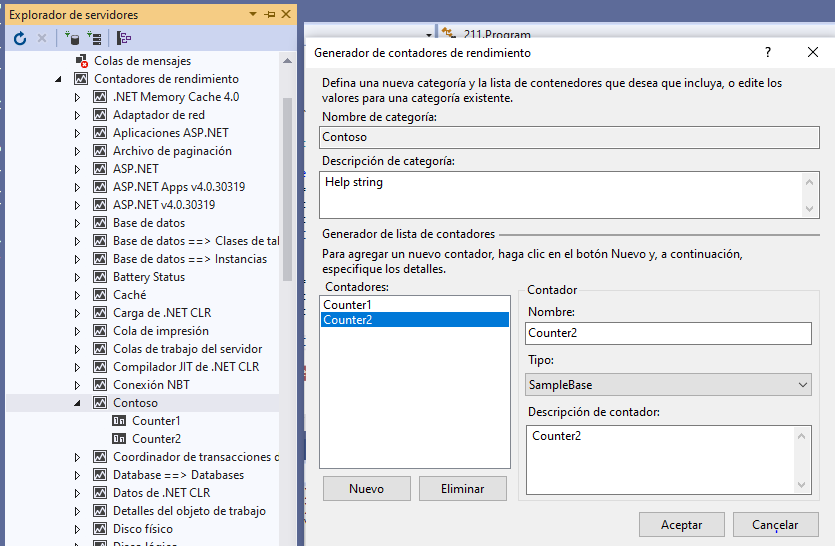 Explorador de servidores
Colas de mensajes
Contadores de rendimiento
.NET Memory Cache 4.0
Adaptador de red
Aplicaciones ASP.NET
Archivo de paginación
ASP.NET
ASP.NET Apps v4.0.30319
ASP.NET v4.0.30319
Base de datos
Base de datos ==> Clases de tal
Base de datos ==> Instancias
Battery Status
Caché
Carga de .NET CLR
Cola de impresión
Colas de trabajo del servidor
Compilador JIT de .NET CLR
Conexión NBT
Contoso
Counter1
Counter2
Coordinador de transacciones d
Database ==> Databases
Datos de .NET CLR
Detalles del objeto de trabajo
Disco físico
Disco lógico
211.Program
Generador de contadores de rendimiento
?
Defina una nueva categoría y la lista de contenedores que desea que incluya, o edite los
valores para una categoría existente.
Nombre de categoría:
Contoso
Descripción de categoría:
Help string
Generador de lista de contadores
Para agregar un nuevo contador, haga clic en el botón Nuevo y, a continuación,
especifique los detalles.
Contadores:
Counter1
Counter2
Nuevo
Eliminar
Contador
Nombre:
Counter2
Tipo:
SampleBase
Descripción de contador:
Counter2
Aceptar
Cancelar